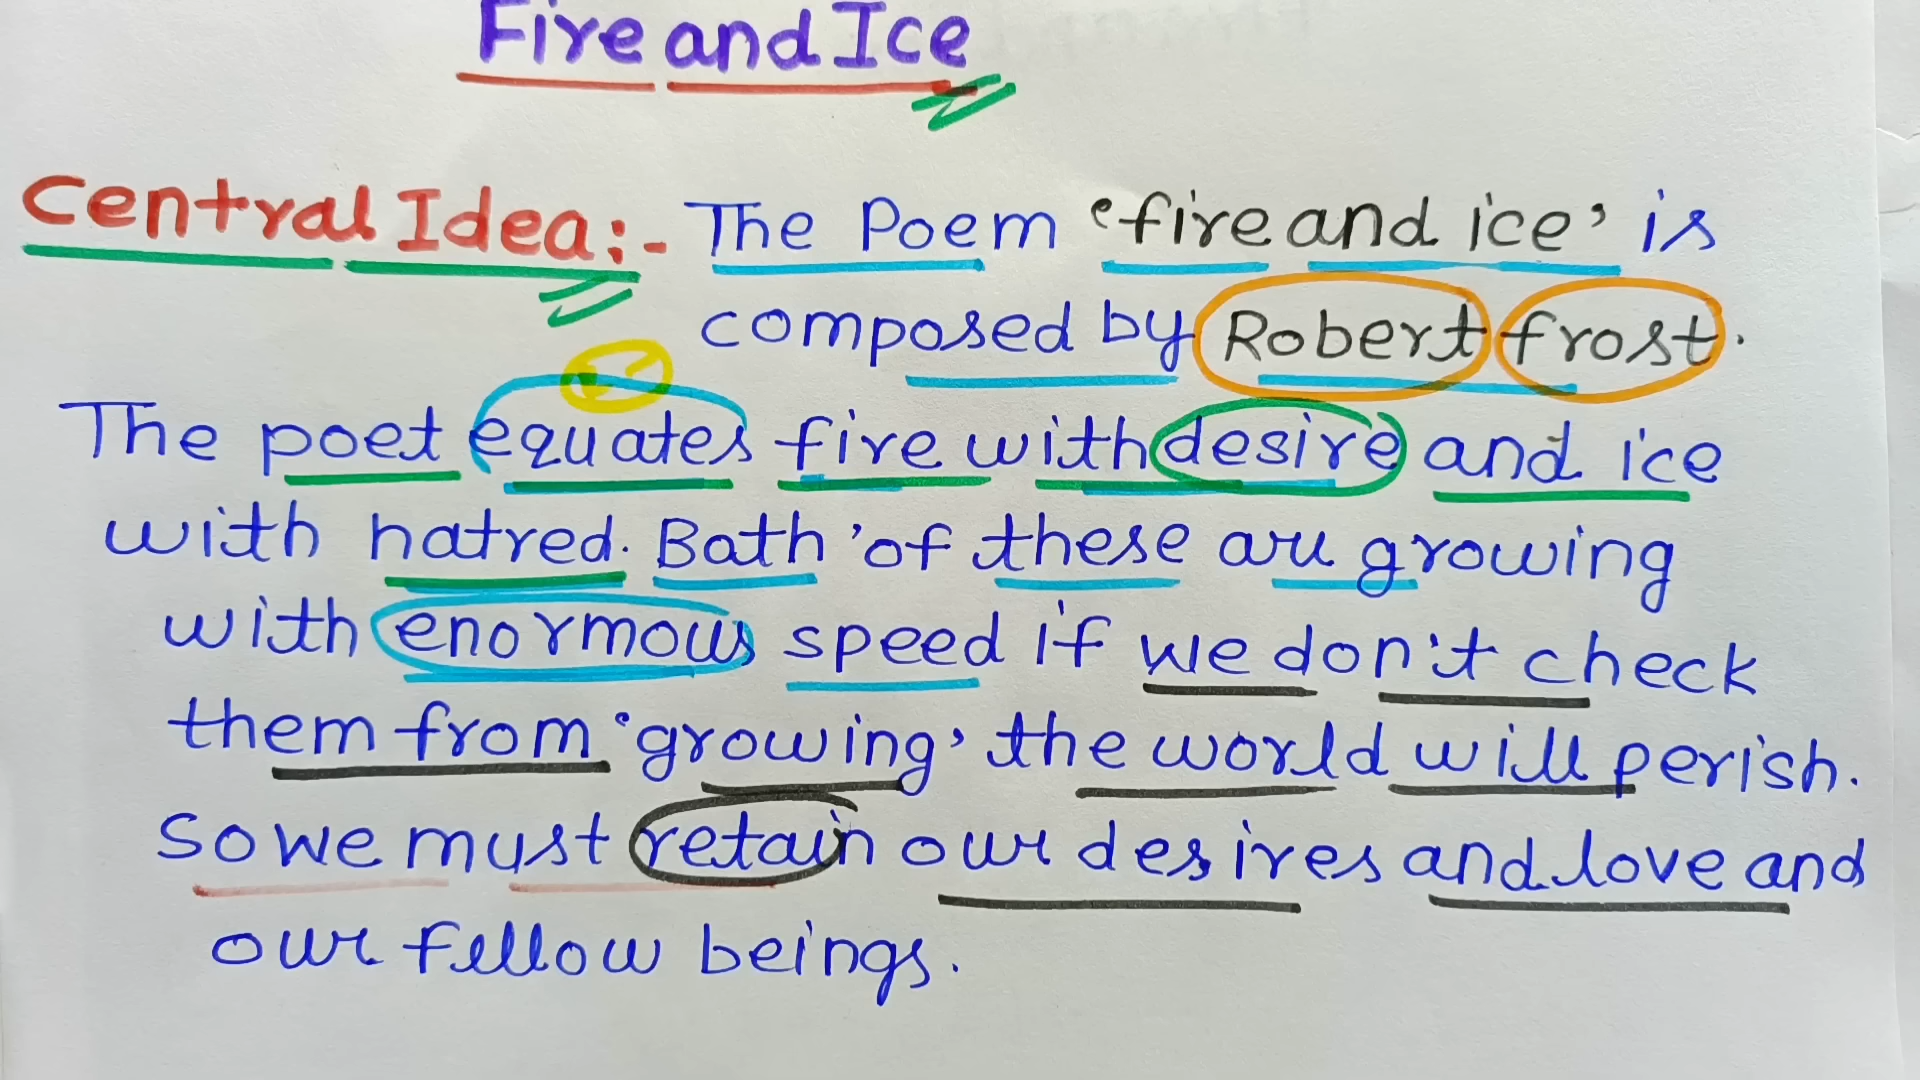 Fire and Ice
Central Idea:- The Poem 'fire and ice' is
composed by Robert frost.
The poet equates fire with desire and ice
with hatred. Bath 'of these are growing
with enormous speed if we don't check
them from 'growing' the world will perish.
So we must retain our desires and love and
our fellow beings.